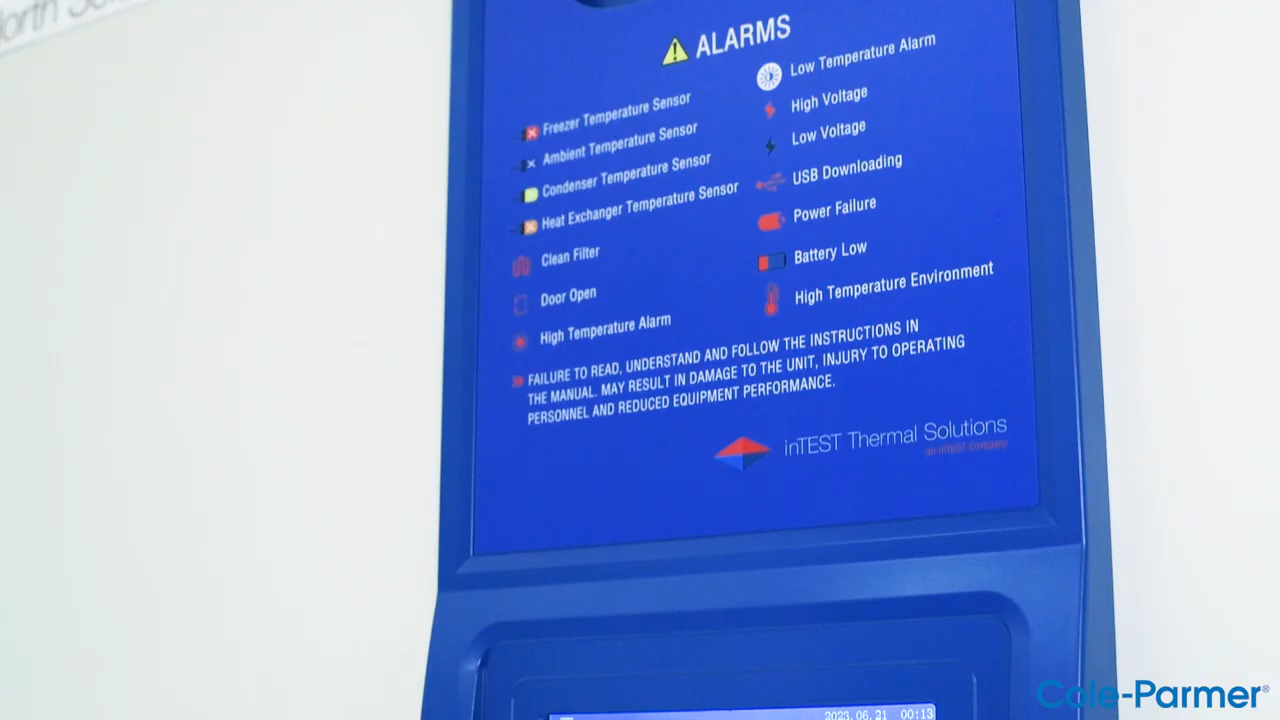 ALARMS
Freezer Temperature Sensor
Ambient Temperature Sensor
Condenser Temperature Sensor
Heat Exchanger Temperature Sensor
Clean Filter
Door Open
High Temperature Alarm
Low Temperature Alarm
High Voltage
Low Voltage
USB Downloading
Power Failure
Battery Low
High Temperature Environment
FAILURE TO READ, UNDERSTAND AND FOLLOW THE INSTRUCTIONS IN
THE MANUAL. MAY RESULT IN DAMAGE TO THE UNIT, INJURY TO OPERATING
PERSONNEL AND REDUCED EQUIPMENT PERFORMANCE.
inTEST Thermal Solutions
An inTEST Company
2023.06.21 00:13
Cole-Parmer®